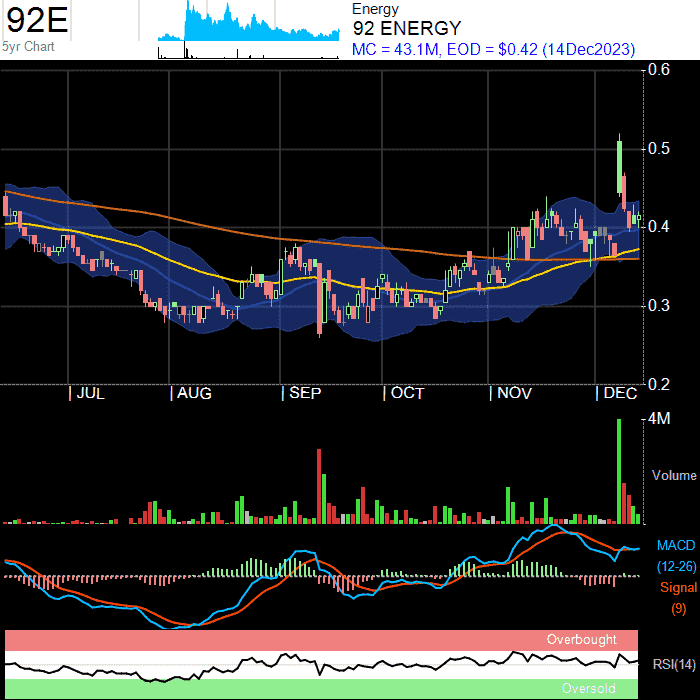 92E
5yr Chart
Energy
92 ENERGY
MC = 43.1M, EOD = $0.42 (14Dec2023)
0.6
0.5
0.4
0.3
0.2
| JUL | AUG | SEP | OCT | NOV | DEC
4M
Volume
MACD
(12-26)
Signal
(9)
Overbought
RSI(14)
Oversold